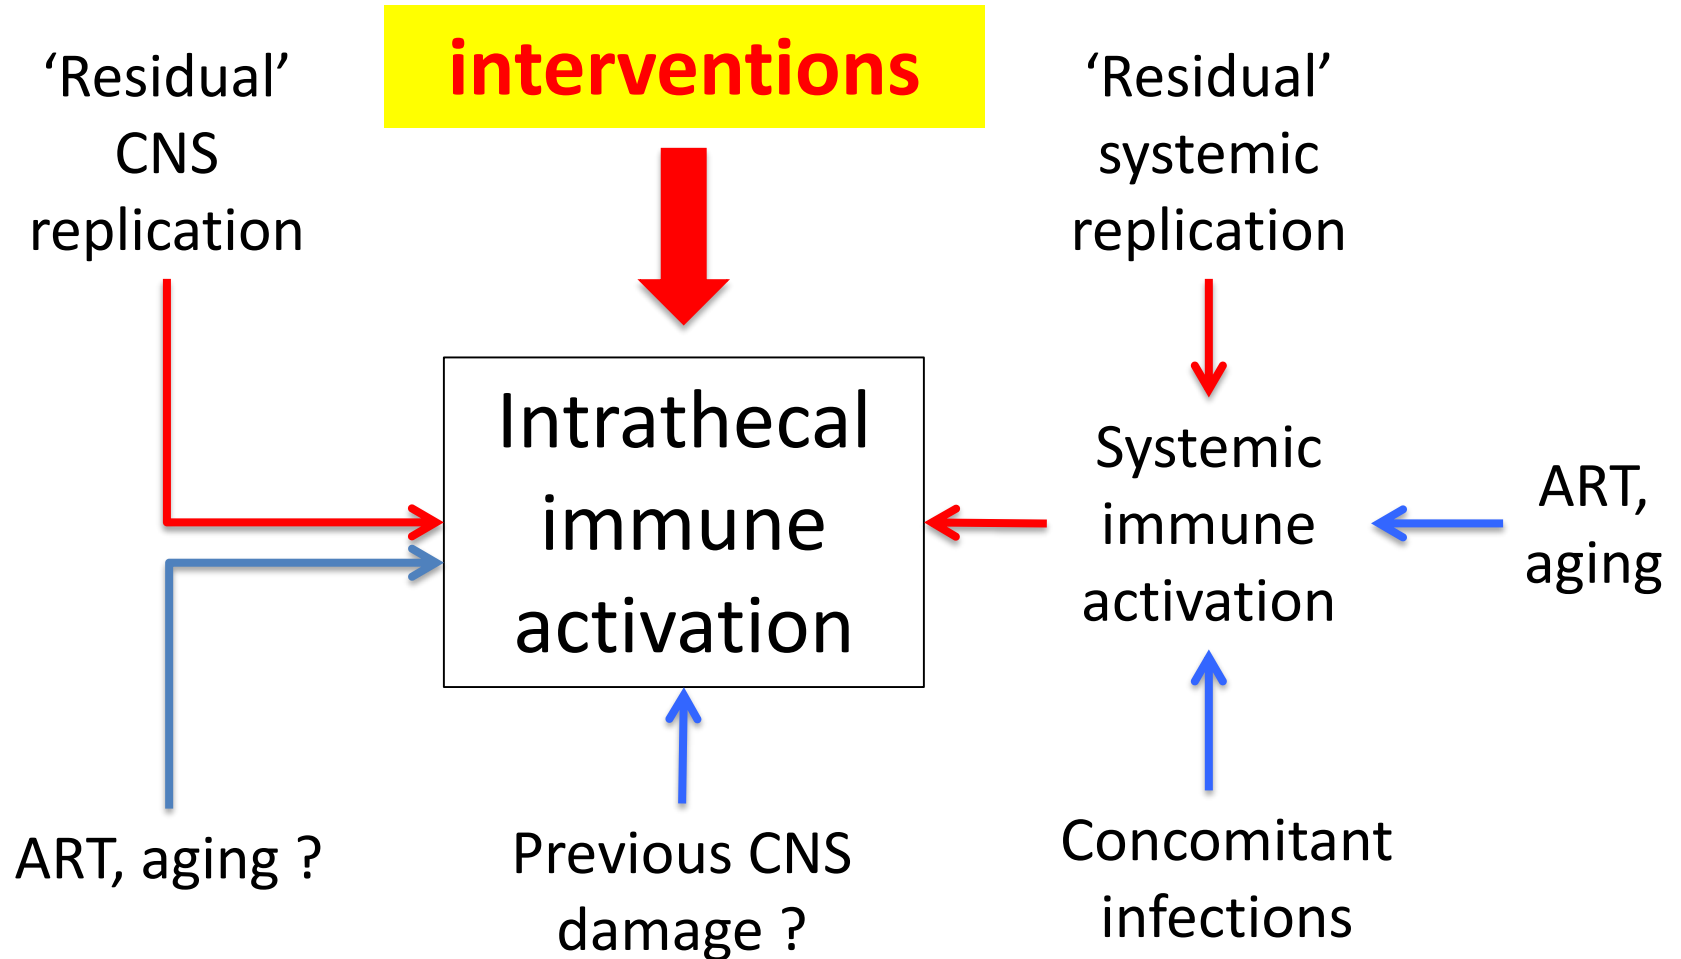 ‘Residual’
CNS
replication
interventions
‘Residual’
systemic
replication
Intrathecal
immune
activation
Systemic
immune
activation
ART,
aging
ART, aging ?
Previous CNS
damage ?
Concomitant
infections